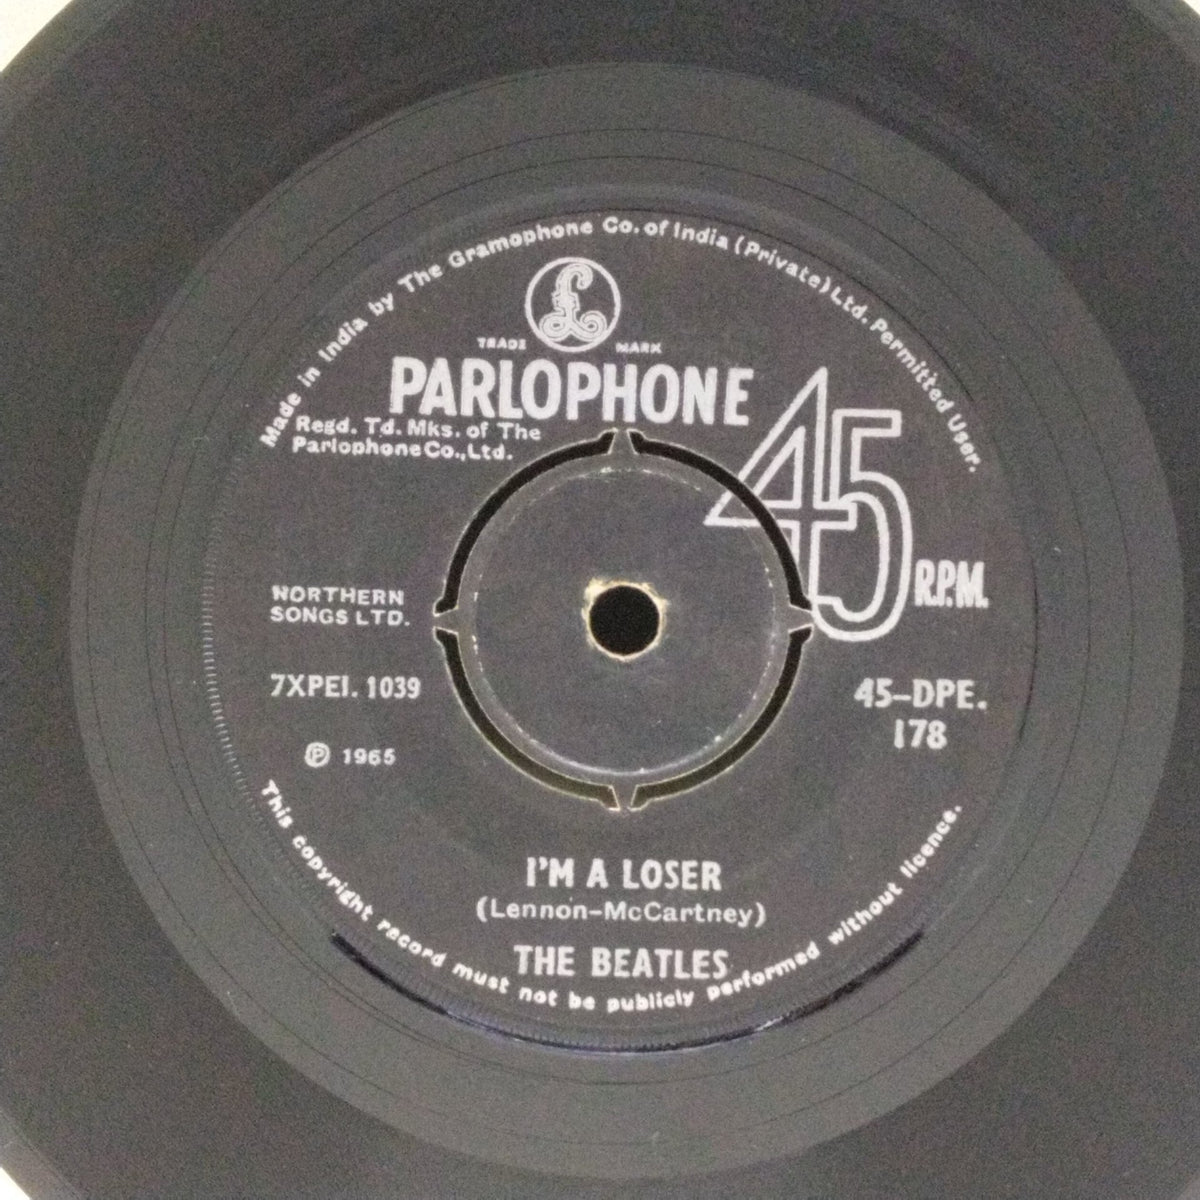 Made in India by The Gramophone Co. of India (Private) Ltd. Permitted User.
£
TRADE MARK
PARLOPHONE
Regd. Td. Mks. of The
Parlophone Co., Ltd.
45 R.P.M.
NORTHERN
SONGS LTD.
7XPEI. 1039
45-DPE.
178
℗ 1965
I'M A LOSER
(Lennon-McCartney)
THE BEATLES
This copyright record must not be publicly performed without licence.